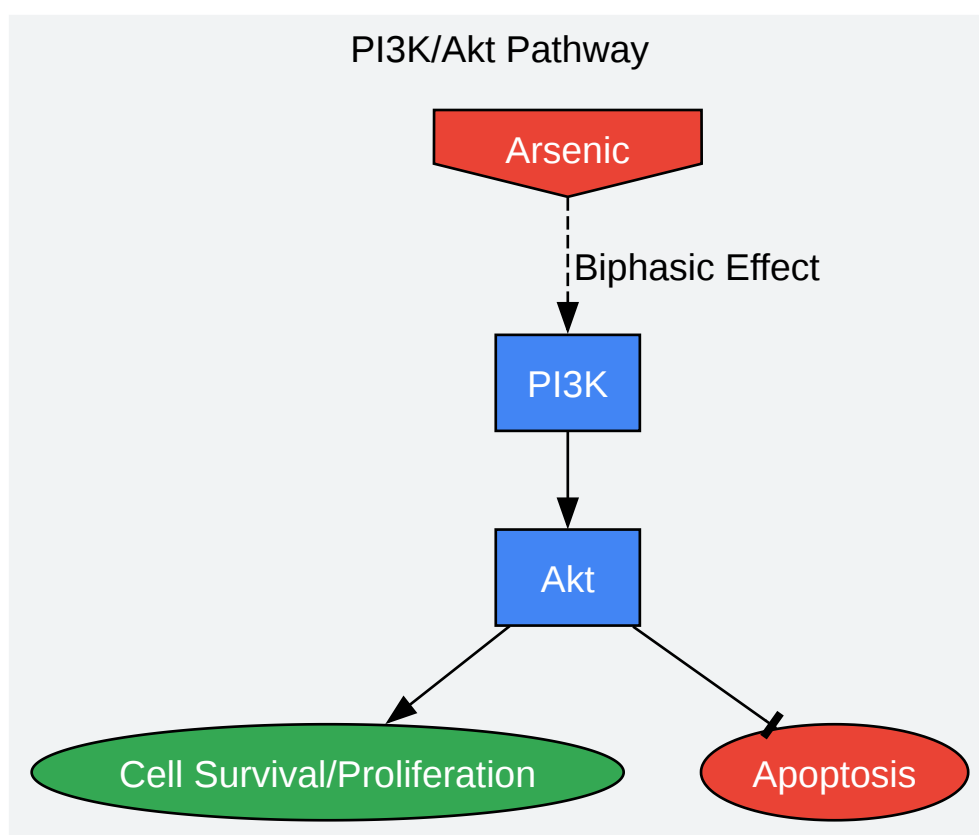 PI3K/Akt Pathway
Arsenic
Biphasic Effect
PI3K
Akt
Cell Survival/Proliferation
Apoptosis